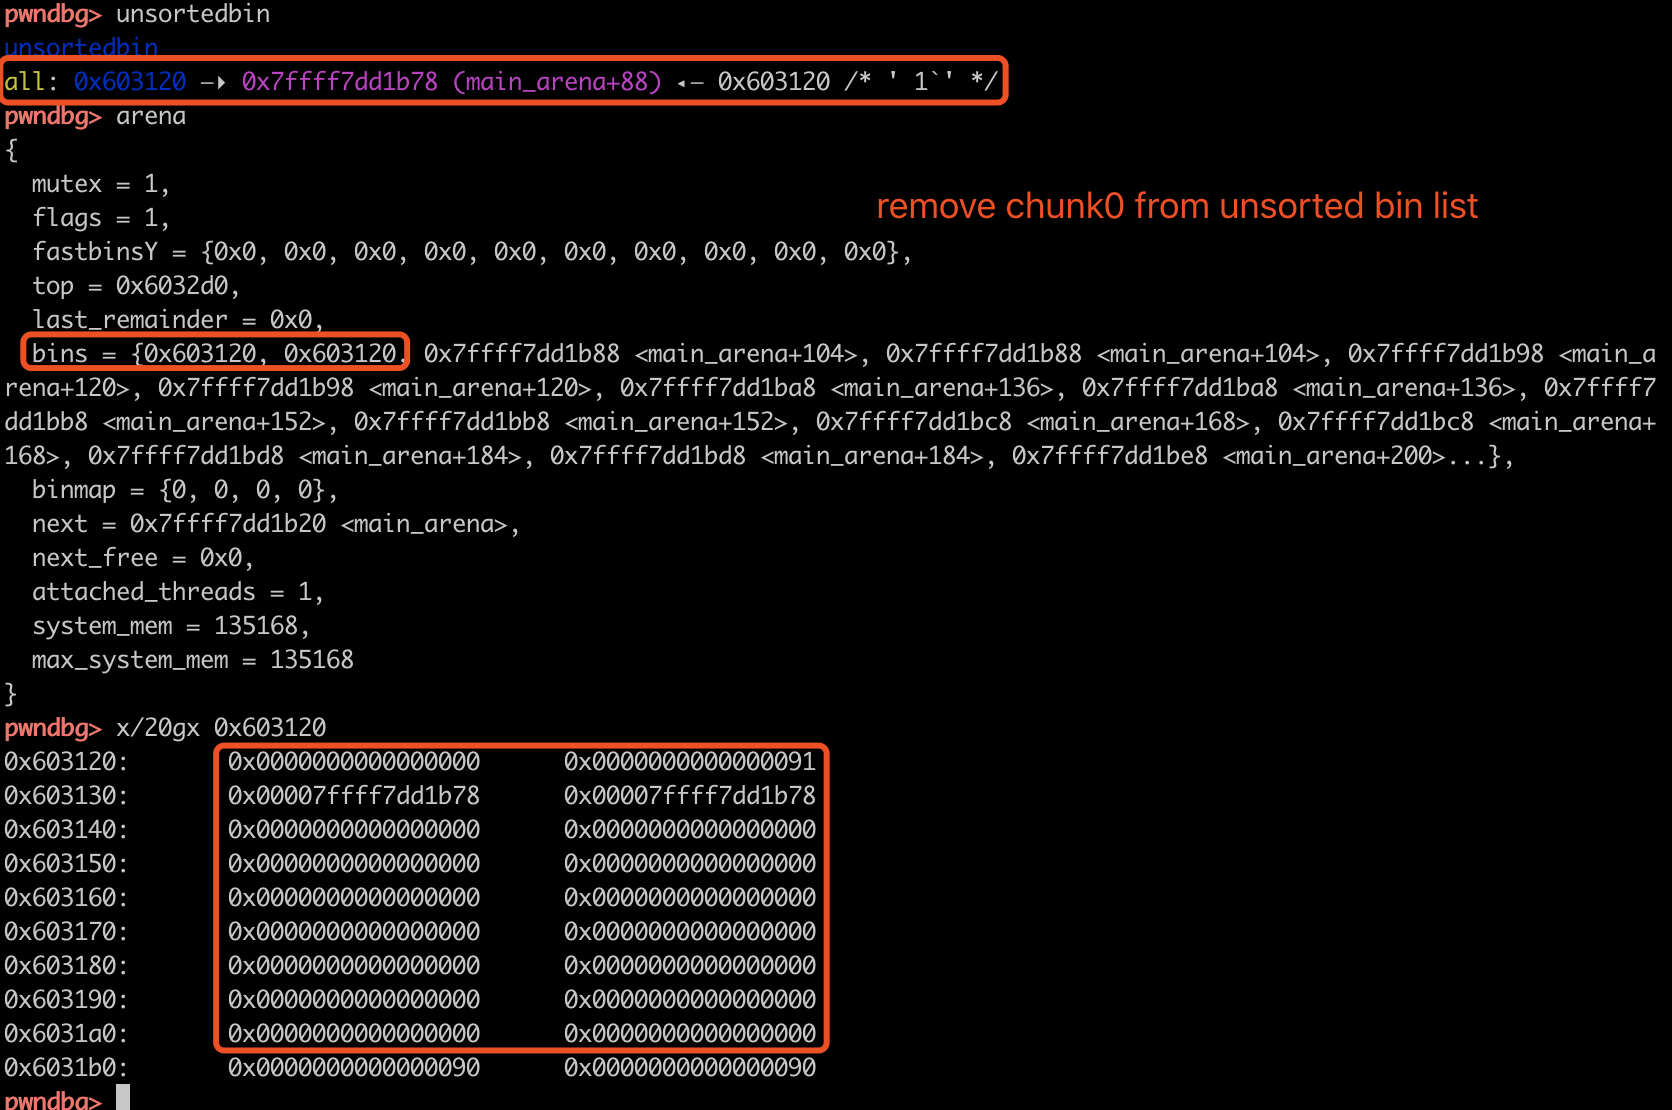 pwndbg> unsortedbin
unsortedbin
all: 0x603120 —▸ 0x7ffff7dd1b78 (main_arena+88) ◂— 0x603120 /* ' 1`' */
pwndbg> arena
{
  mutex = 1,
  flags = 1,
remove chunk0 from unsorted bin list
  fastbinsY = {0x0, 0x0, 0x0, 0x0, 0x0, 0x0, 0x0, 0x0, 0x0, 0x0},
  top = 0x6032d0,
  last_remainder = 0x0,
  bins = {0x603120, 0x603120, 0x7ffff7dd1b88 <main_arena+104>, 0x7ffff7dd1b88 <main_arena+104>, 0x7ffff7dd1b98 <main_a
rena+120>, 0x7ffff7dd1b98 <main_arena+120>, 0x7ffff7dd1ba8 <main_arena+136>, 0x7ffff7dd1ba8 <main_arena+136>, 0x7ffff7
dd1bb8 <main_arena+152>, 0x7ffff7dd1bb8 <main_arena+152>, 0x7ffff7dd1bc8 <main_arena+168>, 0x7ffff7dd1bc8 <main_arena+
168>, 0x7ffff7dd1bd8 <main_arena+184>, 0x7ffff7dd1bd8 <main_arena+184>, 0x7ffff7dd1be8 <main_arena+200>...},
  binmap = {0, 0, 0, 0},
  next = 0x7ffff7dd1b20 <main_arena>,
  next_free = 0x0,
  attached_threads = 1,
  system_mem = 135168,
  max_system_mem = 135168
}
pwndbg> x/20gx 0x603120
0x603120: 0x0000000000000000 0x0000000000000091
0x603130: 0x00007ffff7dd1b78 0x00007ffff7dd1b78
0x603140: 0x0000000000000000 0x0000000000000000
0x603150: 0x0000000000000000 0x0000000000000000
0x603160: 0x0000000000000000 0x0000000000000000
0x603170: 0x0000000000000000 0x0000000000000000
0x603180: 0x0000000000000000 0x0000000000000000
0x603190: 0x0000000000000000 0x0000000000000000
0x6031a0: 0x0000000000000000 0x0000000000000000
0x6031b0: 0x0000000000000090 0x0000000000000090
pwndbg>